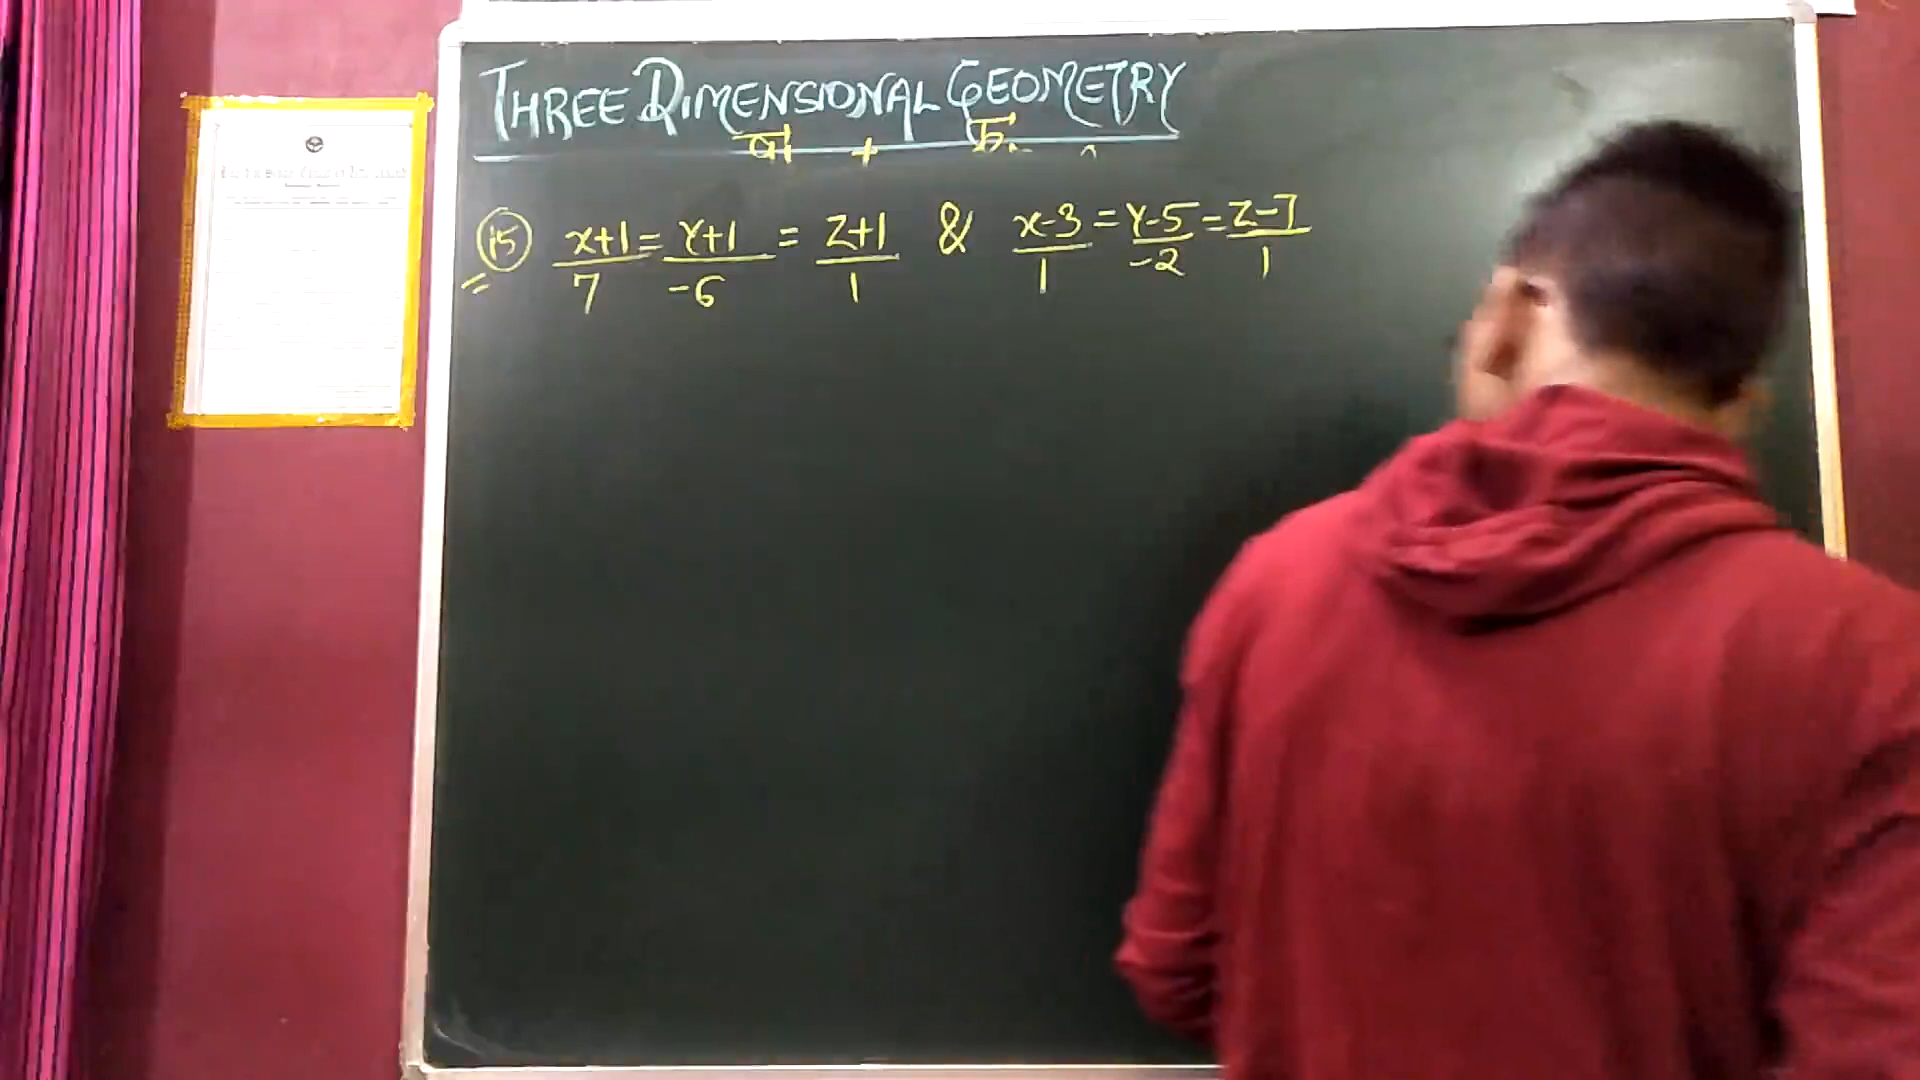 THREE DIMENSIONAL GEOMETRY
15 x+1/7 = y+1/-6 = z+1/1 & x-3/1 = y-5/-2 = z-7/1